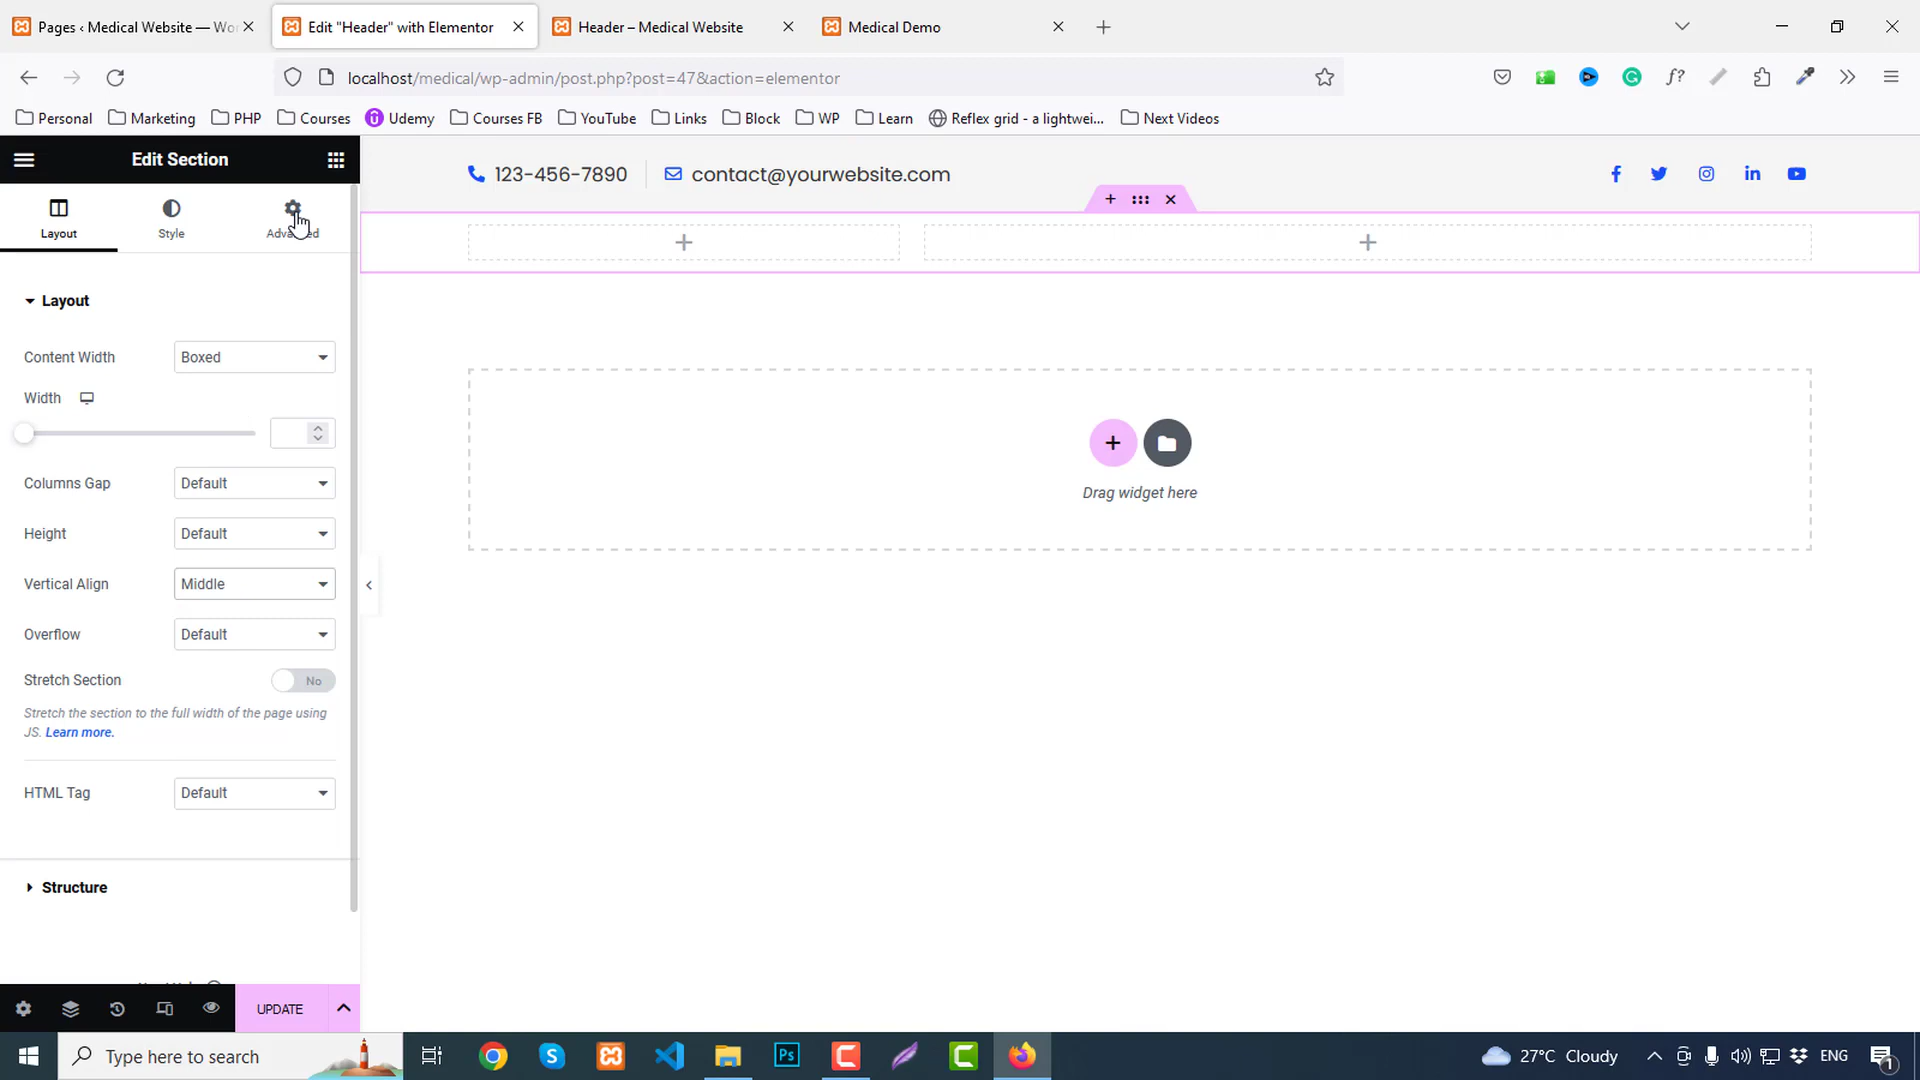 Pages ‹ Medical Website — Wor
Edit "Header" with Elementor
Header – Medical Website
Medical Demo
localhost/medical/wp-admin/post.php?post=47&action=elementor
Personal
Marketing
PHP
Courses
Udemy
Courses FB
YouTube
Links
Block
WP
Learn
Reflex grid - a lightwei...
Next Videos
Edit Section
123-456-7890
contact@yourwebsite.com
Layout
Style
Advanced
Layout
Content Width
Boxed
Width
Columns Gap
Default
Height
Default
Vertical Align
Middle
Overflow
Default
Stretch Section
No
Stretch the section to the full width of the page using
JS. Learn more.
HTML Tag
Default
Structure
Drag widget here
UPDATE
Type here to search
27°C Cloudy
ENG
1